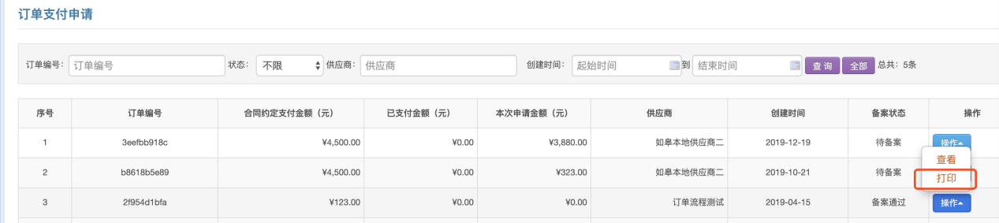 订单支付申请
订单编号： 订单编号 状态： 不限 供应商： 供应商 创建时间： 起始时间 到 结束时间 查 询 全部 总共：5条
序号 订单编号 合同约定支付金额（元） 已支付金额（元） 本次申请金额（元） 供应商 创建时间 备案状态 操作
1 3eefbb918c ¥4,500.00 ¥0.00 ¥3,880.00 如皋本地供应商二 2019-12-19 待备案 操作
查看
2 b8618b5e89 ¥4,500.00 ¥0.00 ¥323.00 如皋本地供应商二 2019-10-21 待备案
打印
3 2f954d1bfa ¥123.00 ¥0.00 ¥0.00 订单流程测试 2019-04-15 备案通过 操作